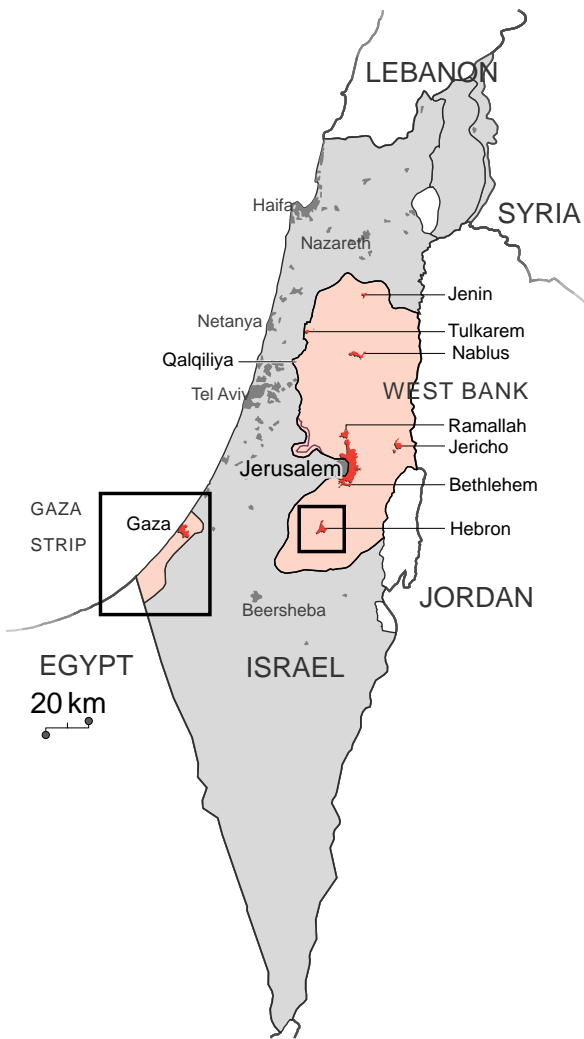 LEBANON
Haifa
SYRIA
Nazareth
Jenin
Netanya
Tulkarem
Qalqiliya
Nablus
Tel Aviv
WEST BANK
Ramallah
Jericho
Jerusalem
Bethlehem
GAZA
STRIP
Gaza
Hebron
Beersheba
JORDAN
EGYPT
ISRAEL
20 km